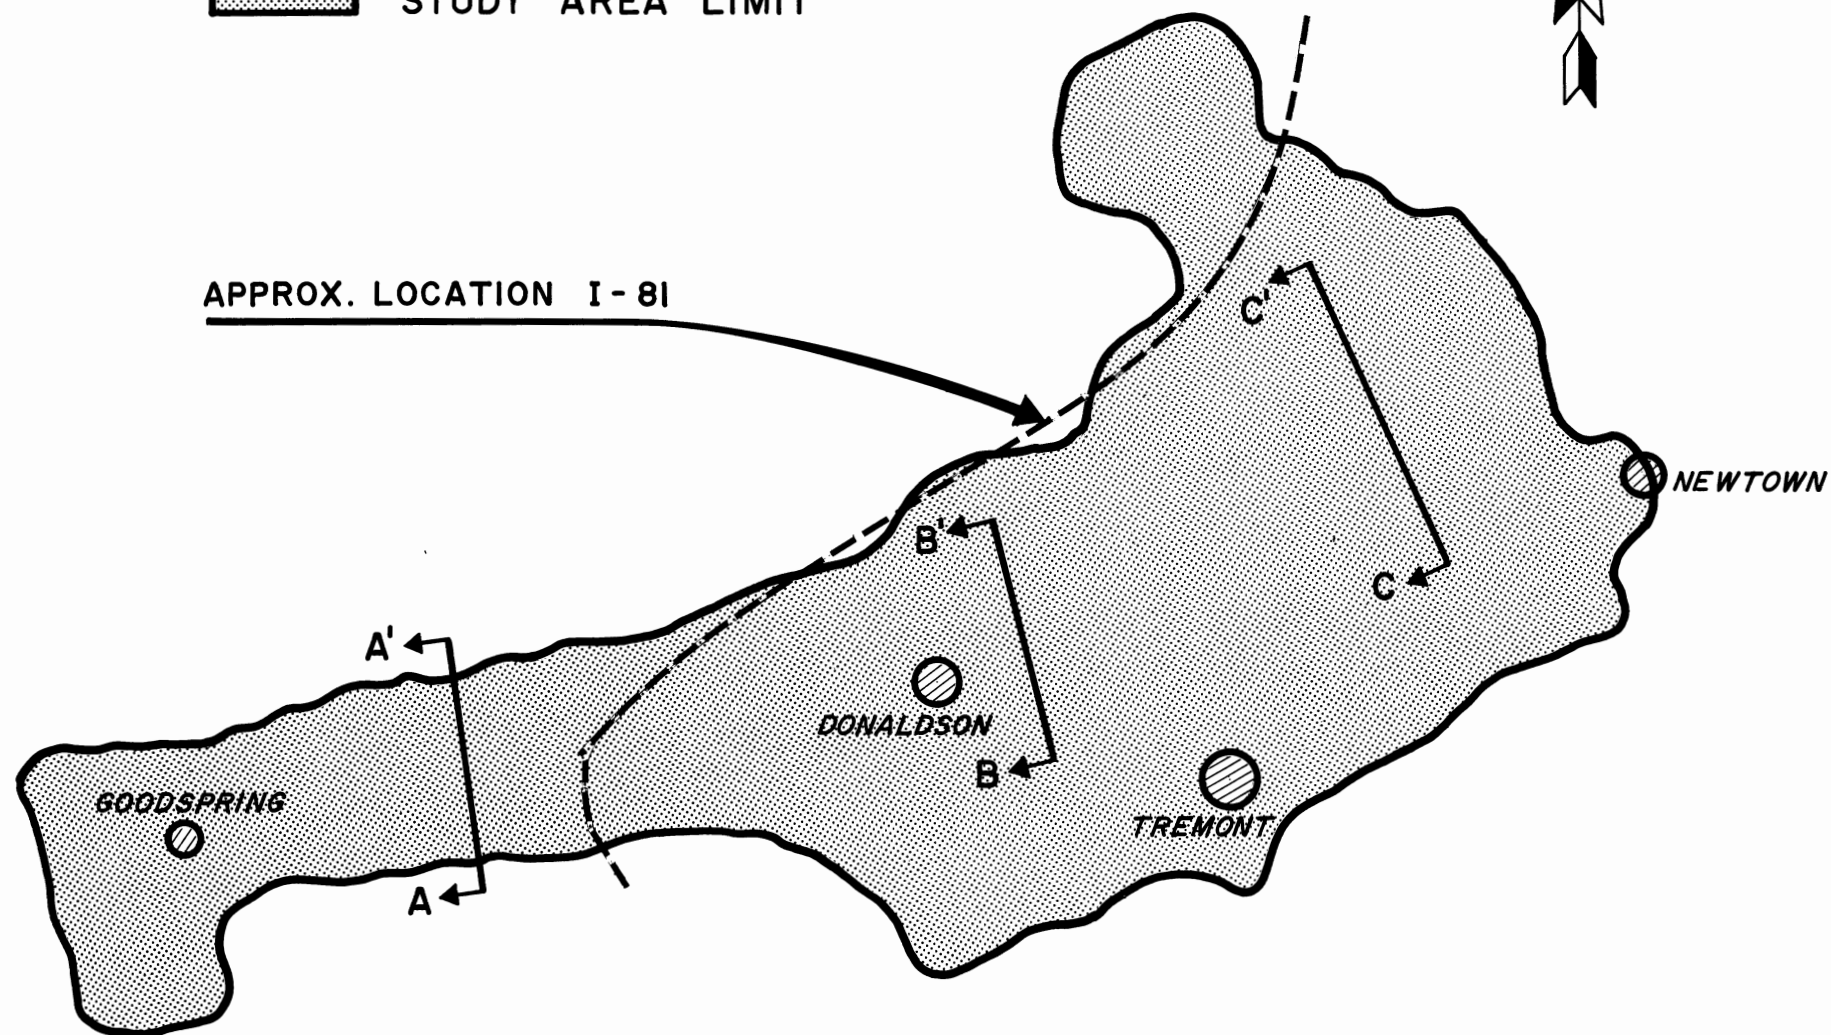 STUDY AREA LIMIT
APPROX. LOCATION I-81
C'
NEWTOWN
B'
C
A'
DONALDSON
B
GOODSPRING
TREMONT
A